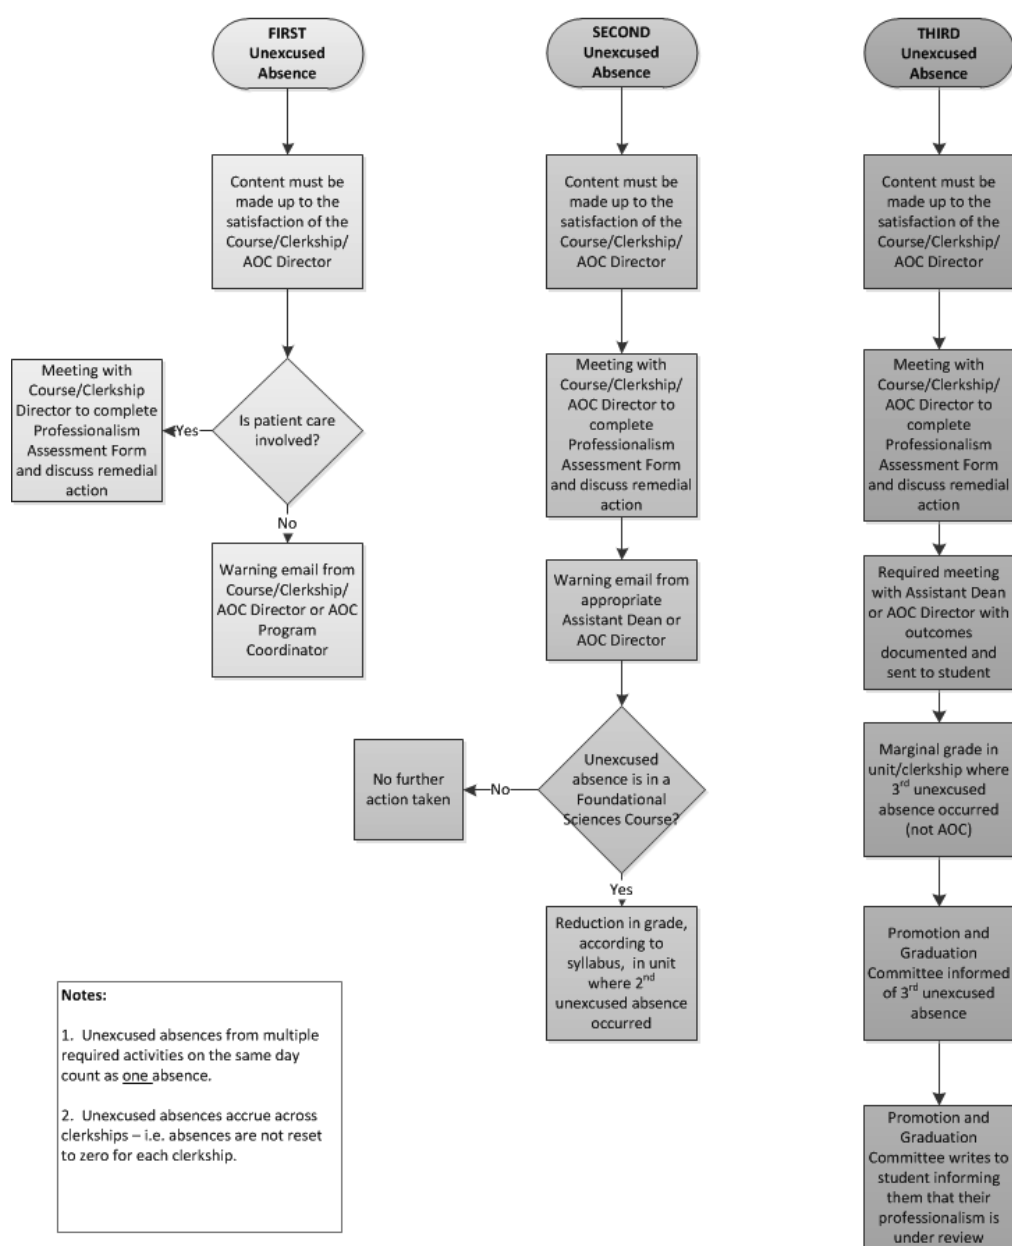 FIRST
Unexcused
Absence
Content must be
made up to the
satisfaction of the
Course/Clerkship/
AOC Director
Is patient care
involved?
Yes
Meeting with
Course/Clerkship
Director to complete
Professionalism
Assessment Form
and discuss remedial
action
No
Warning email from
Course/Clerkship/
AOC Director or AOC
Program
Coordinator
SECOND
Unexcused
Absence
Content must be
made up to the
satisfaction of the
Course/Clerkship/
AOC Director
Meeting with
Course/Clerkship/
AOC Director to
complete
Professionalism
Assessment Form
and discuss remedial
action
Warning email from
appropriate
Assistant Dean or
AOC Director
Unexcused
absence is in a
Foundational
Sciences Course?
No
No further
action taken
Yes
Reduction in grade,
according to
syllabus, in unit
where 2nd
unexcused absence
occurred
THIRD
Unexcused
Absence
Content must be
made up to the
satisfaction of the
Course/Clerkship/
AOC Director
Meeting with
Course/Clerkship/
AOC Director to
complete
Professionalism
Assessment Form
and discuss remedial
action
Required meeting
with Assistant Dean
or AOC Director with
outcomes
documented and
sent to student
Marginal grade in
unit/clerkship where
3rd unexcused
absence occurred
(not AOC)
Promotion and
Graduation
Committee informed
of 3rd unexcused
absence
Promotion and
Graduation
Committee writes to
student informing
them that their
professionalism is
under review
Notes:
1. Unexcused absences from multiple
required activities on the same day
count as one absence.
2. Unexcused absences accrue across
clerkships – i.e. absences are not reset
to zero for each clerkship.